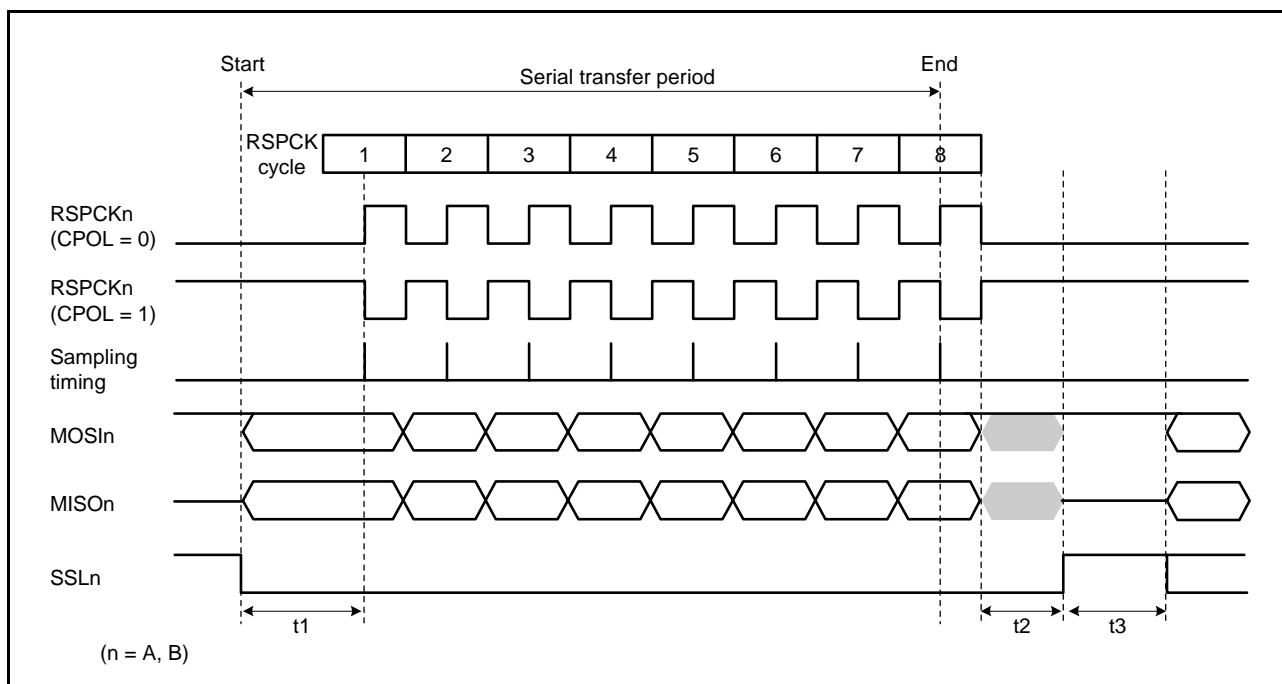 Start
End
Serial transfer period
RSPCK
cycle
1 2 3 4 5 6 7 8
RSPCKn
(CPOL = 0)
RSPCKn
(CPOL = 1)
Sampling
timing
MOSIn
MISOn
SSLn
t1
t2
t3
(n = A, B)